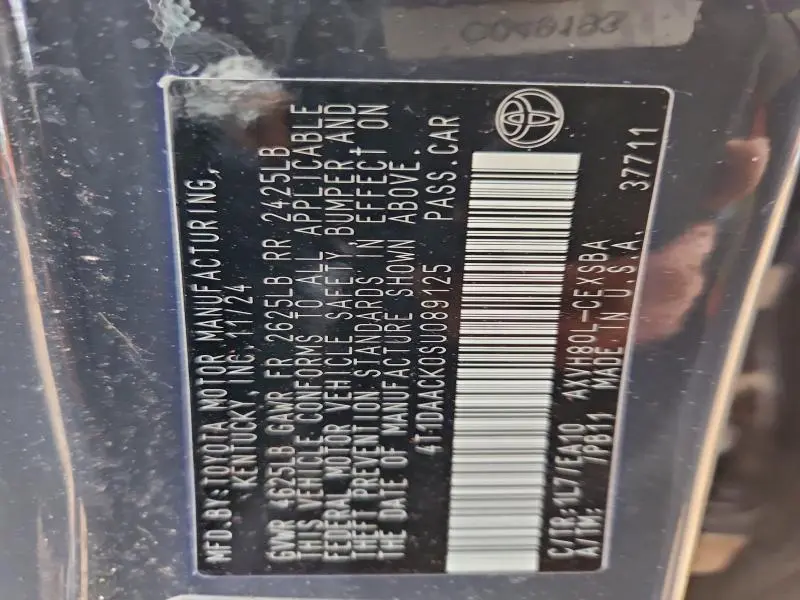 MFD.BY:TOYOTA MOTOR MANUFACTURING,
KENTUCKY, INC. 11/24
GVWR 4625LB GAWR FR 2625LB RR 2425LB
THIS VEHICLE CONFORMS TO ALL APPLICABLE
FEDERAL MOTOR VEHICLE SAFETY, BUMPER AND
THEFT PREVENTION STANDARDS IN EFFECT ON
THE DATE OF MANUFACTURE SHOWN ABOVE.
4T1DAACK0SU089125 PASS.CAR
C/TR: 1L7/EA10 AXVH80L-CEXSBA
A/TM: /PB11 MADE IN U.S.A. 37711